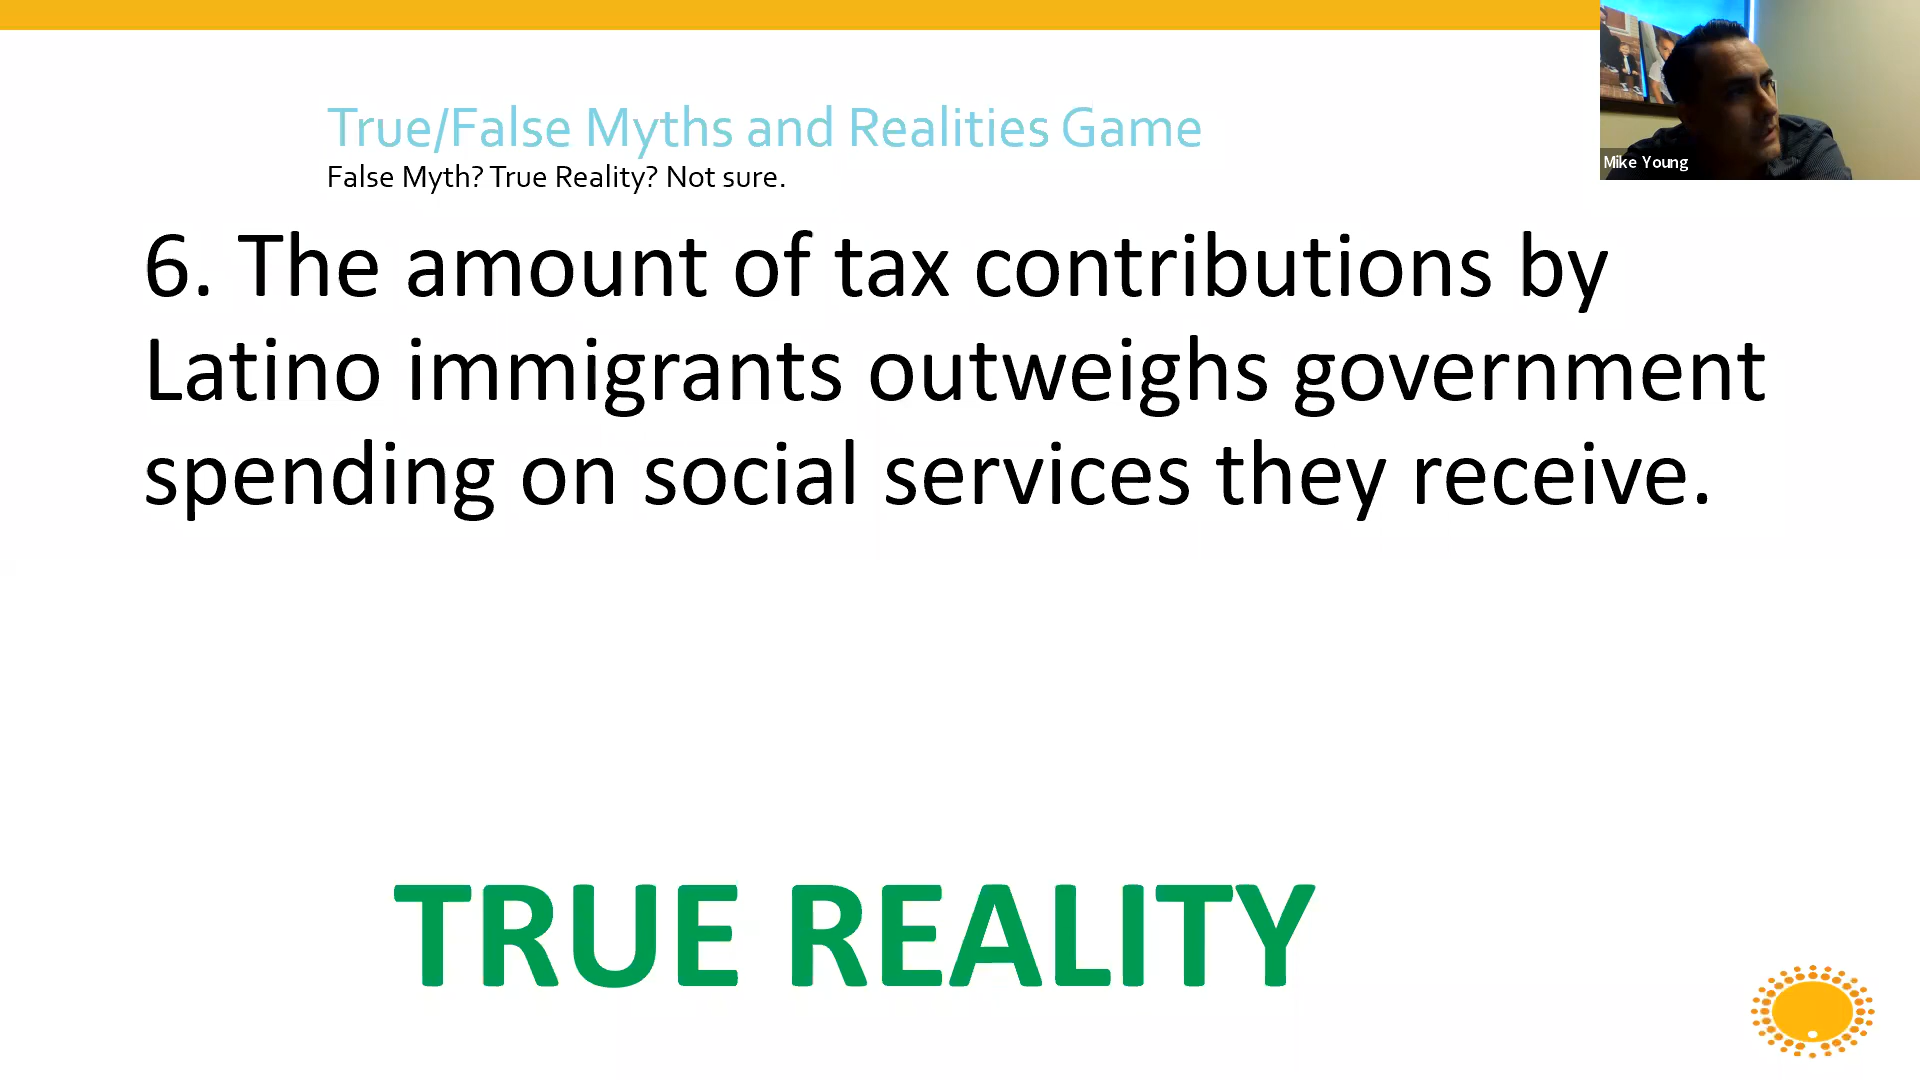 True/False Myths and Realities Game
False Myth? True Reality? Not sure.
Mike Young
6. The amount of tax contributions by
Latino immigrants outweighs government
spending on social services they receive.
TRUE REALITY